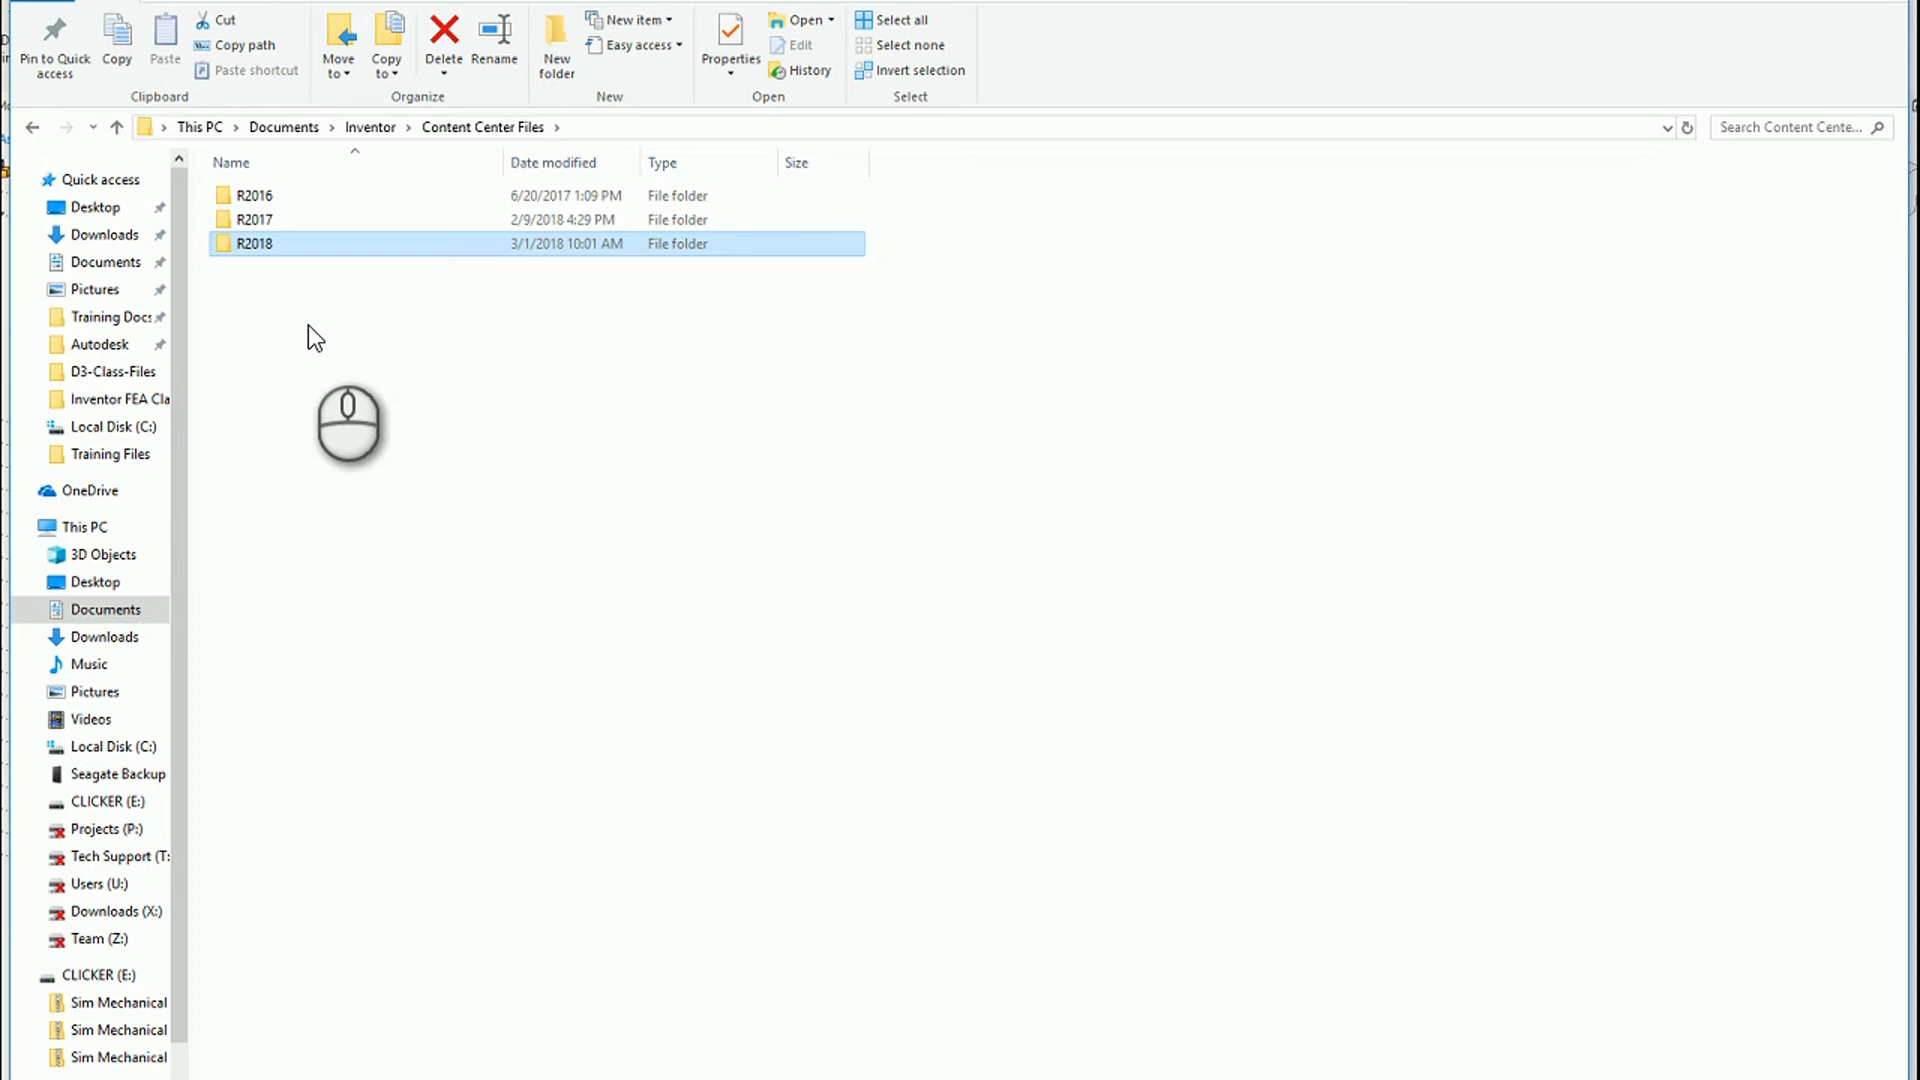 Pin to Quick access
Copy
Paste
Cut
Copy path
Paste shortcut
Clipboard
Move to
Copy to
Delete
Rename
Organize
New folder
New item
Easy access
New
Properties
Open
Edit
History
Open
Select all
Select none
Invert selection
Select
This PC > Documents > Inventor > Content Center Files >
Search Content Cente...
Name Date modified Type Size
R2016 6/20/2017 1:09 PM File folder
R2017 2/9/2018 4:29 PM File folder
R2018 3/1/2018 10:01 AM File folder
Quick access
Desktop
Downloads
Documents
Pictures
Training Docs
Autodesk
D3-Class-Files
Inventor FEA Cla
Local Disk (C:)
Training Files
OneDrive
This PC
3D Objects
Desktop
Documents
Downloads
Music
Pictures
Videos
Local Disk (C:)
Seagate Backup
CLICKER (E:)
Projects (P:)
Tech Support (T:
Users (U:)
Downloads (X:)
Team (Z:)
CLICKER (E:)
Sim Mechanical
Sim Mechanical
Sim Mechanical